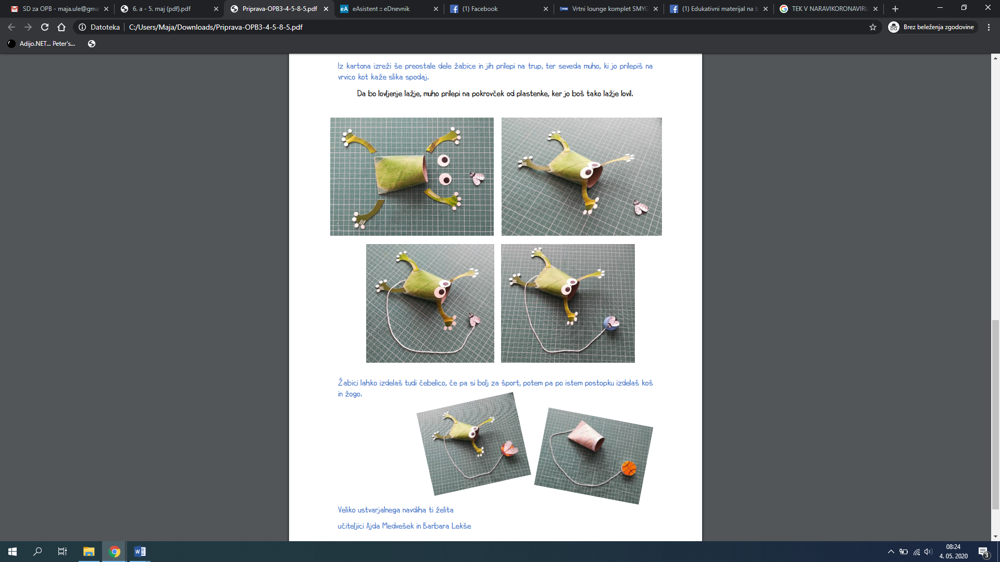 SD za OPB - maja.ule@gma
6. a - 5. maj (pdf).pdf
Priprava-OPB3-4-5-8-5.pdf
eAsistent :: eDnevnik
(1) Facebook
Vrtni lounge komplet SMYG
(1) Edukativni materijal na b
TEK V NARAVIKORONAVIRU
Datoteka
C:/Users/Maja/Downloads/Priprava-OPB3-4-5-8-5.pdf
Brez beleženja zgodovine
Adijo.NET... Peter's...
Iz kartona izreži še preostale dele žabice in jih prilepi na trup, ter seveda muho, ki jo prilepiš na
vrvico kot kaže slika spodaj.
Da bo lovljenje lažje, muho prilepi na pokrovček od plastenke, ker jo boš tako lažje lovil.
Žabici lahko izdelaš tudi čebelico, če pa si bolj za šport, potem pa po istem postopku izdelaš koš
in žogo.
Veliko ustvarjalnega navdiha ti želita
učiteljici Ajda Medvešek in Barbara Lekše
08:24
4. 05. 2020
3